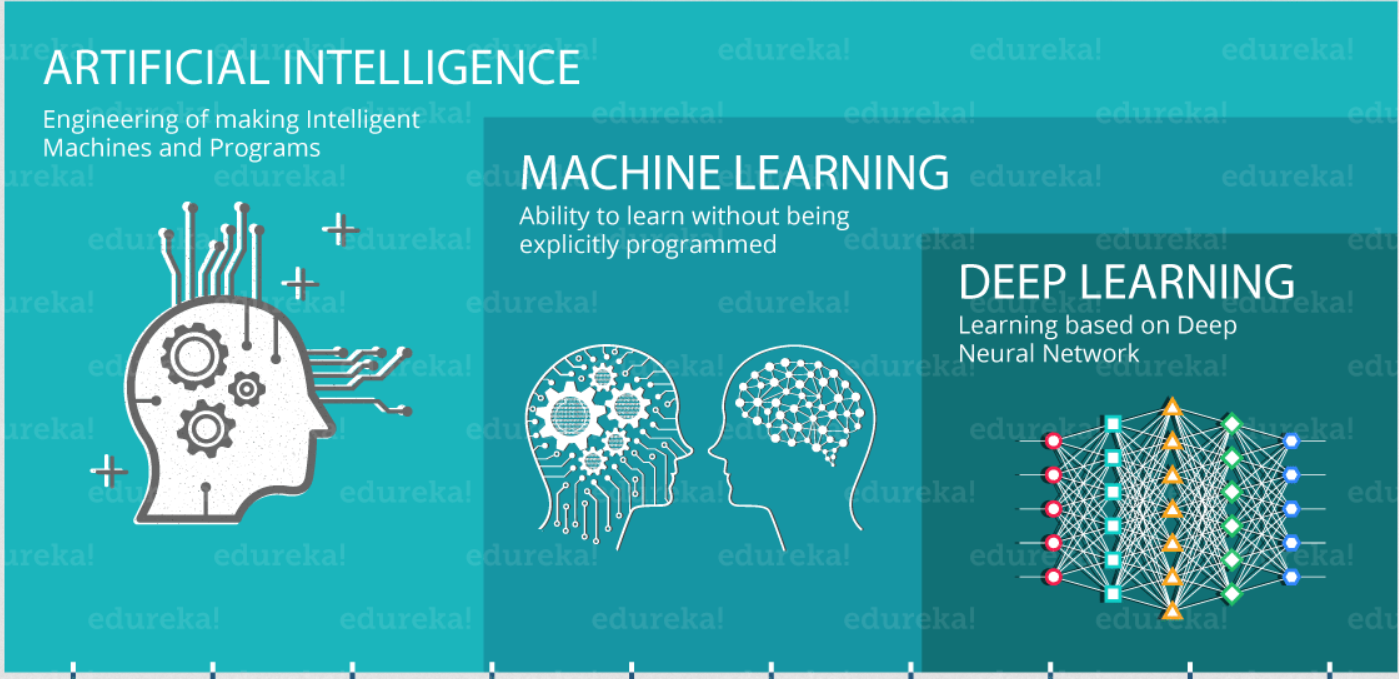 ARTIFICIAL INTELLIGENCE
Engineering of making Intelligent
Machines and Programs
MACHINE LEARNING
Ability to learn without being
explicitly programmed
DEEP LEARNING
Learning based on Deep
Neural Network
edureka!